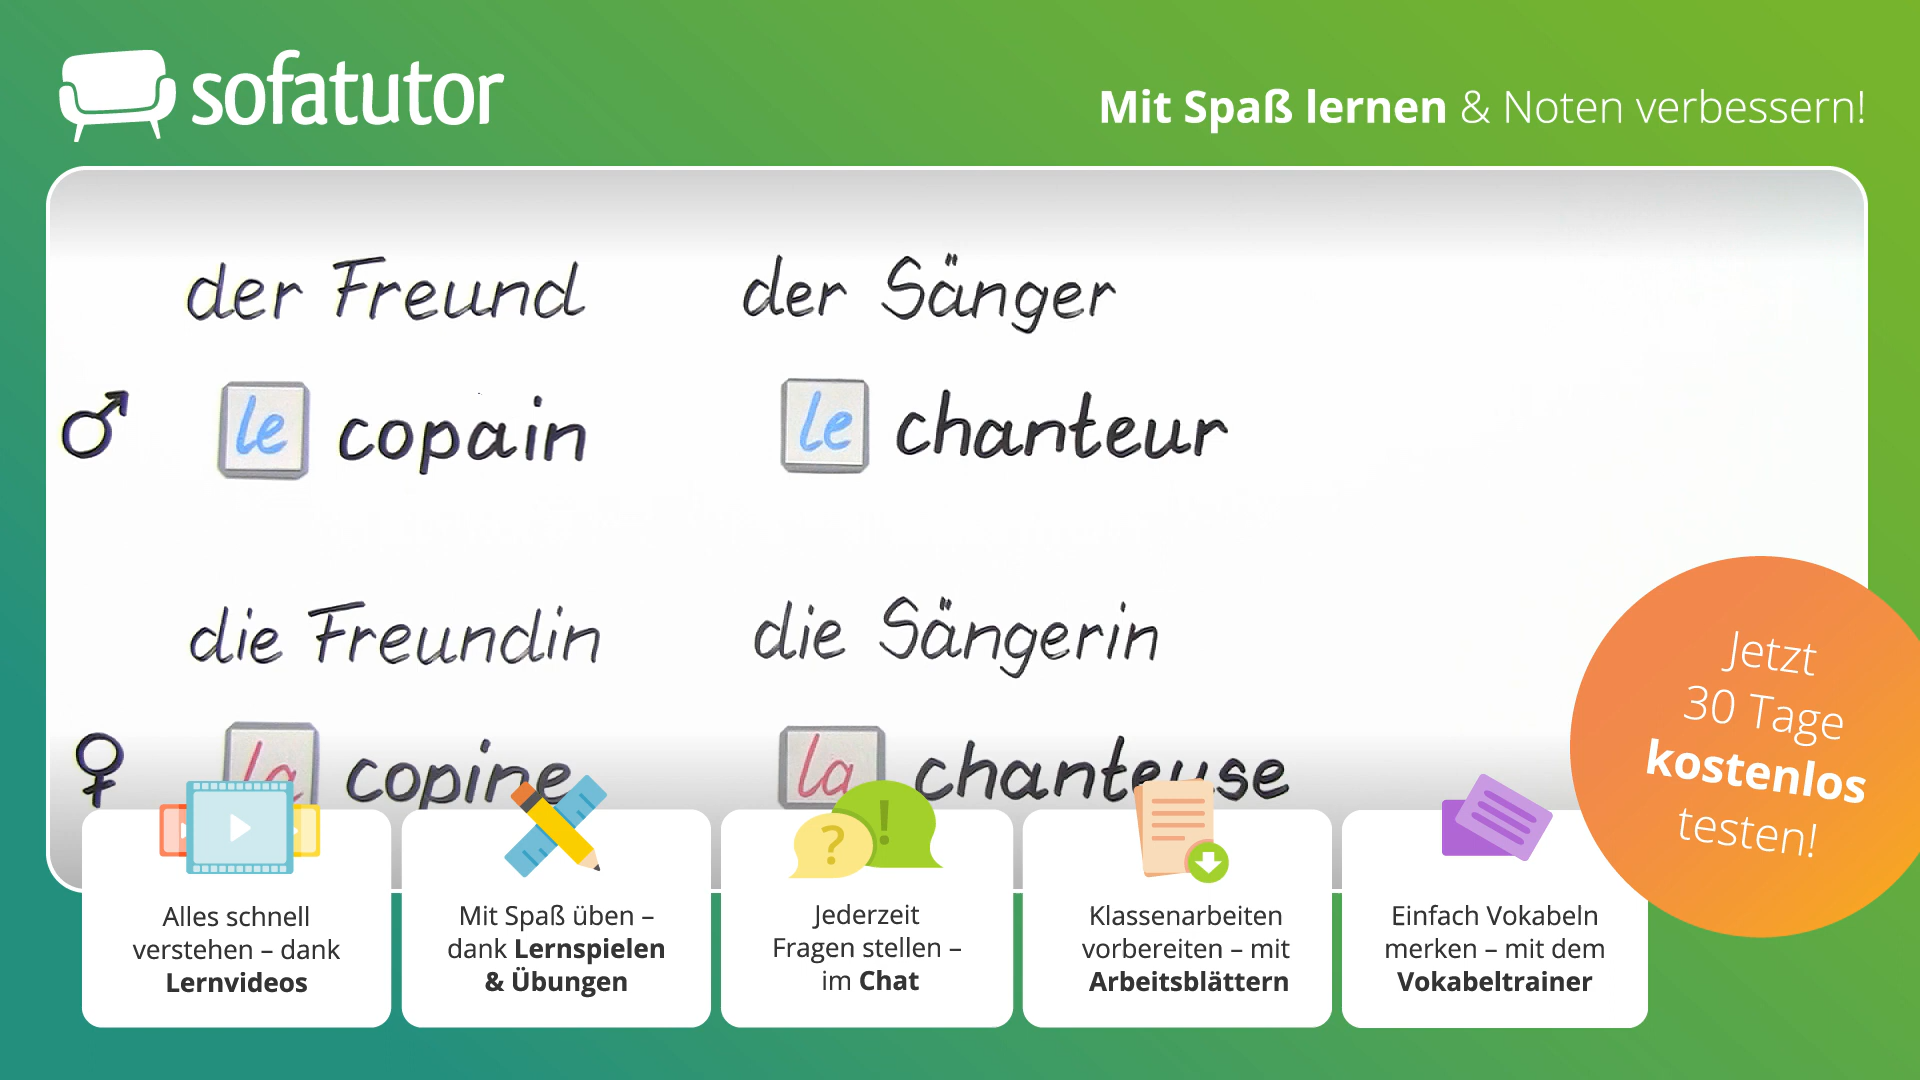 sofatutor
Mit Spaß lernen & Noten verbessern!
der Freund der Sänger
♂ le copain le chanteur
die Freundin die Sängerin
♀ la copine la chanteuse
Jetzt
30 Tage
kostenlos
testen!
? !
Alles schnell
verstehen – dank
Lernvideos
Mit Spaß üben –
dank Lernspielen
& Übungen
Jederzeit
Fragen stellen –
im Chat
Klassenarbeiten
vorbereiten – mit
Arbeitsblättern
Einfach Vokabeln
merken – mit dem
Vokabeltrainer